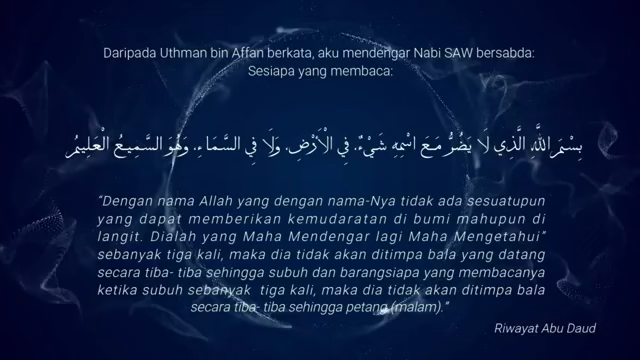 Daripada Uthman bin Affan berkata, aku mendengar Nabi SAW bersabda:
Sesiapa yang membaca:
بِسْمِ اللَّهِ الَّذِي لَا يَضُرُّ مَعَ اسْمِهِ شَيْءٌ. فِي الْأَرْضِ. وَلَا فِي السَّمَاءِ. وَهُوَ السَّمِيعُ الْعَلِيمُ
“Dengan nama Allah yang dengan nama-Nya tidak ada sesuatupun
yang dapat memberikan kemudaratan di bumi mahupun di
langit. Dialah yang Maha Mendengar lagi Maha Mengetahui”
sebanyak tiga kali, maka dia tidak akan ditimpa bala yang datang
secara tiba- tiba sehingga subuh dan barangsiapa yang membacanya
ketika subuh sebanyak tiga kali, maka dia tidak akan ditimpa bala
secara tiba- tiba sehingga petang (malam).”
Riwayat Abu Daud